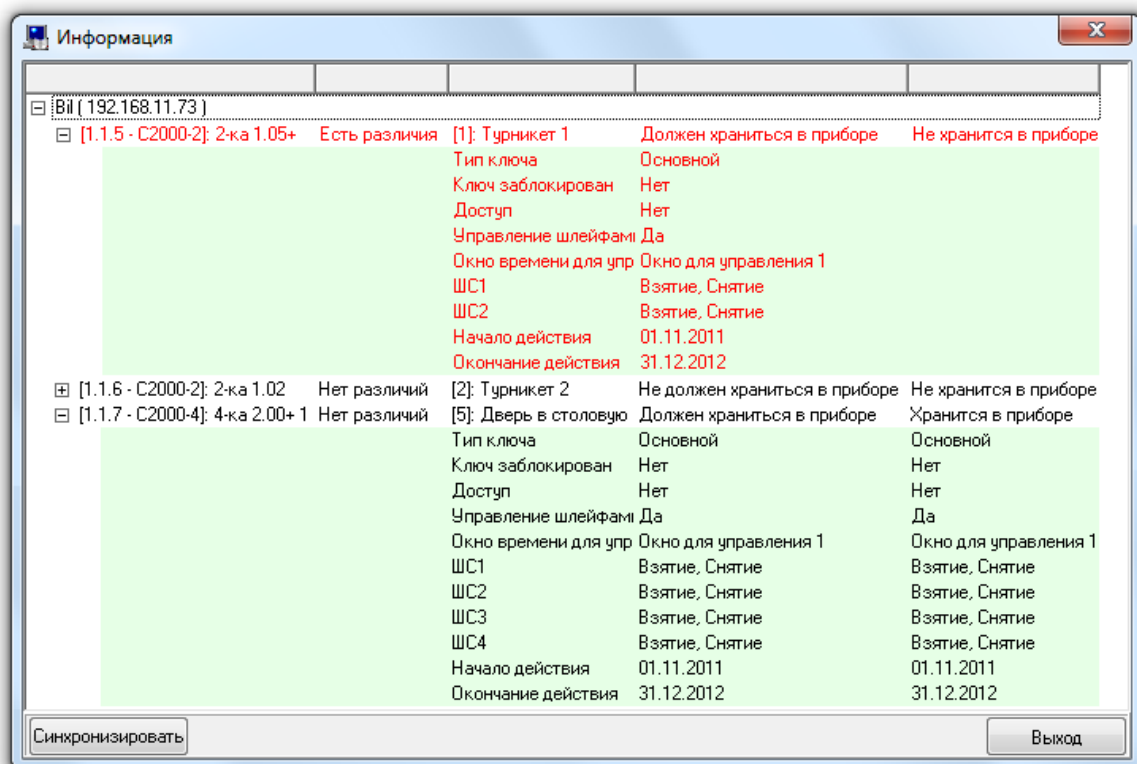 Информация
Bil ( 192.168.11.73 )
[1.1.5 - С2000-2]: 2-ка 1.05+ Есть различия [1]: Турникет 1 Должен храниться в приборе Не хранится в приборе
Тип ключа Основной
Ключ заблокирован Нет
Доступ Нет
Управление шлейфами Да
Окно времени для упр Окно для управления 1
ШС1 Взятие, Снятие
ШС2 Взятие, Снятие
Начало действия 01.11.2011
Окончание действия 31.12.2012
[1.1.6 - С2000-2]: 2-ка 1.02 Нет различий [2]: Турникет 2 Не должен храниться в приборе Не хранится в приборе
[1.1.7 - С2000-4]: 4-ка 2.00+ 1 Нет различий [5]: Дверь в столовую Должен храниться в приборе Хранится в приборе
Тип ключа Основной Основной
Ключ заблокирован Нет Нет
Доступ Нет Нет
Управление шлейфами Да Да
Окно времени для упр Окно для управления 1 Окно для управления 1
ШС1 Взятие, Снятие Взятие, Снятие
ШС2 Взятие, Снятие Взятие, Снятие
ШС3 Взятие, Снятие Взятие, Снятие
ШС4 Взятие, Снятие Взятие, Снятие
Начало действия 01.11.2011 01.11.2011
Окончание действия 31.12.2012 31.12.2012
Синхронизировать Выход